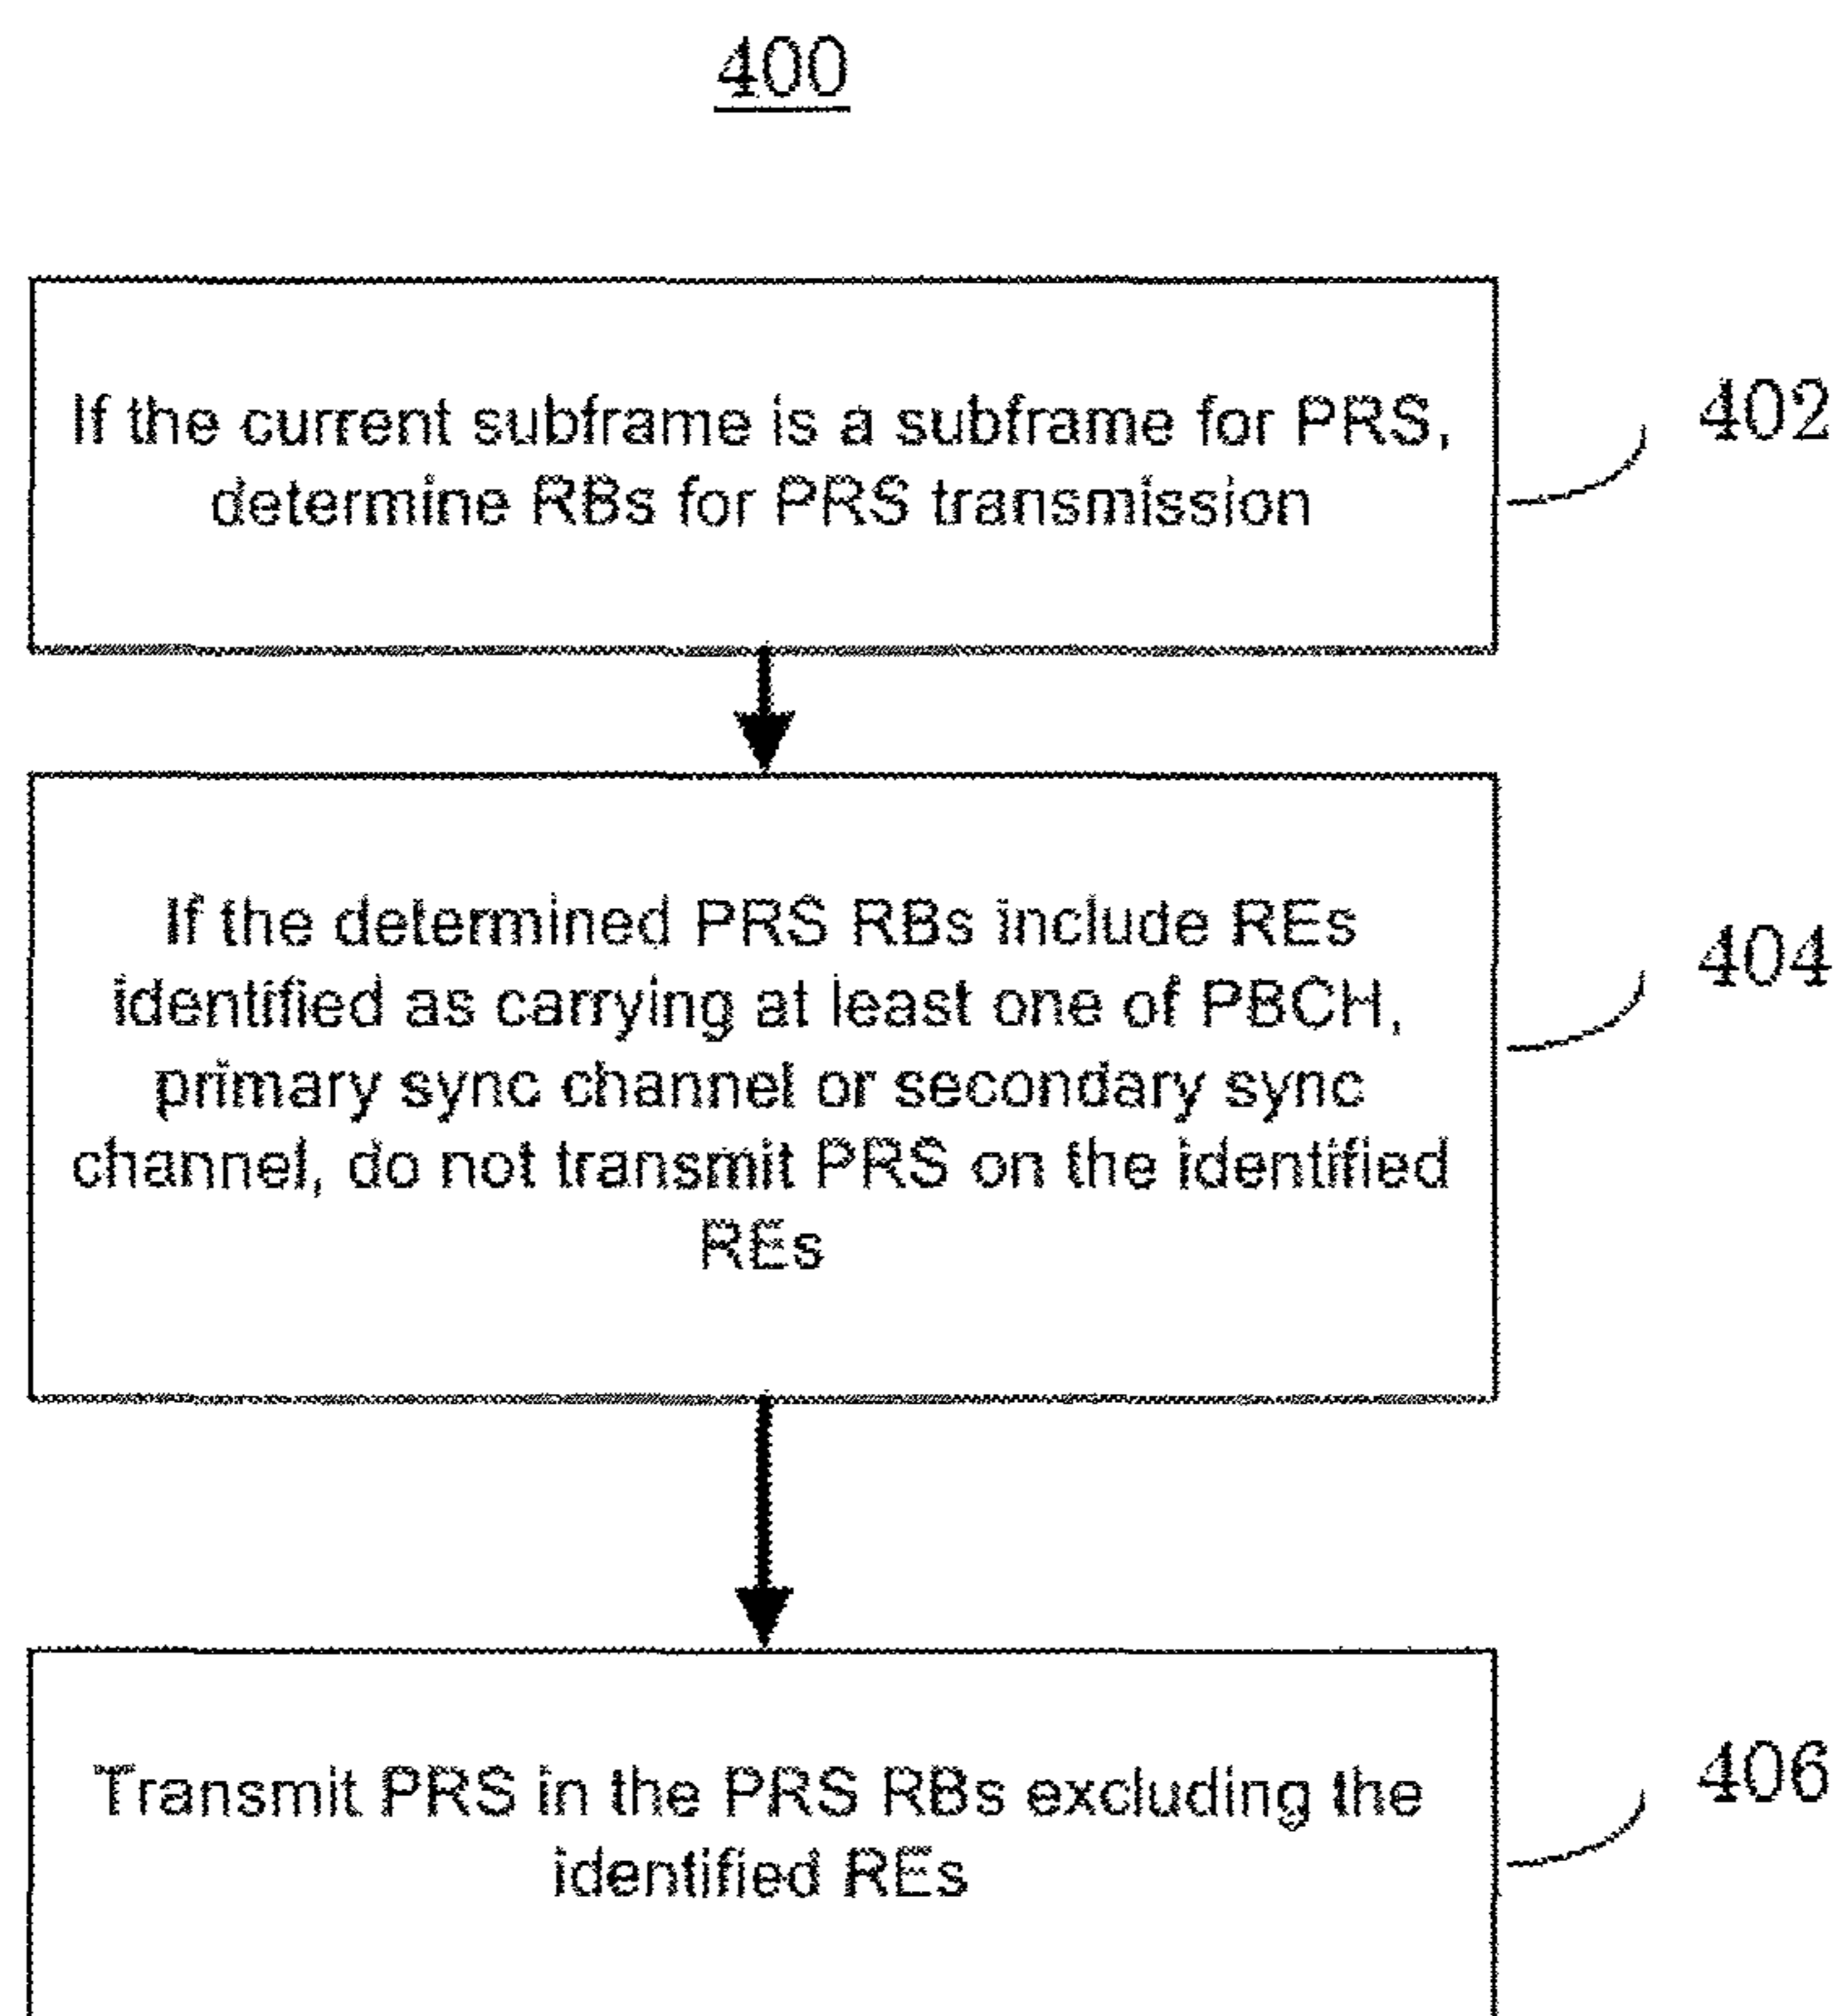 400
If the current subframe is a subframe for PRS,
determine RBs for PRS transmission
402
If the determined PRS RBs include REs
identified as carrying at least one of PBCH,
primary sync channel or secondary sync
channel, do not transmit PRS on the identified
REs
404
Transmit PRS in the PRS RBs excluding the
identified REs
406